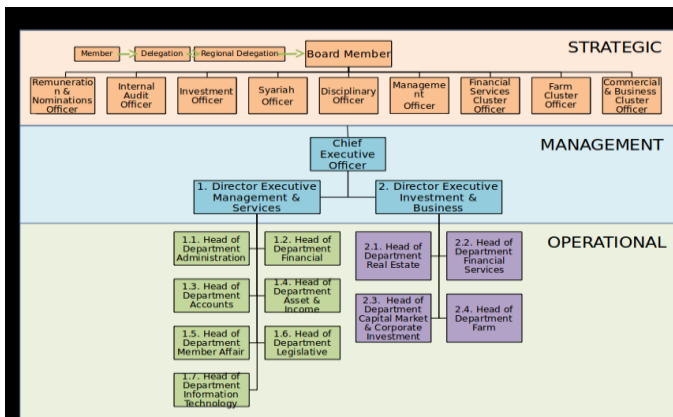 STRATEGIC
Member
Delegation
Regional Delegation
Board Member
Remuneratio
n &
Nominations
Officer
Internal
Audit
Officer
Investment
Officer
Syariah
Officer
Disciplinary
Officer
Manageme
nt
Officer
Financial
Services
Cluster
Officer
Farm
Cluster
Officer
Commercial
& Business
Cluster
Officer
MANAGEMENT
Chief
Executive
Officer
1. Director Executive
Management &
Services
2. Director Executive
Investment &
Business
OPERATIONAL
1.1. Head of
Department
Administration
1.2. Head of
Department
Financial
1.3. Head of
Department
Accounts
1.4. Head of
Department
Asset &
Income
1.5. Head of
Department
Member Affair
1.6. Head of
Department
Legislative
1.7. Head of
Department
Information
Technology
2.1. Head of
Department
Real Estate
2.2. Head of
Department
Financial
Services
2.3. Head of
Department
Capital Market
& Corporate
Investment
2.4. Head of
Department
Farm